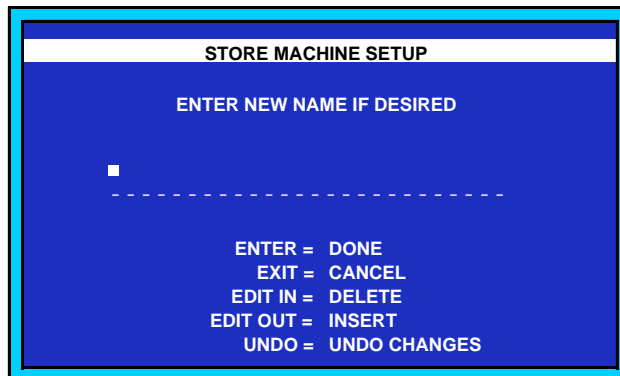 STORE MACHINE SETUP
ENTER NEW NAME IF DESIRED
- - - - - - - - - - - - - - - - - - - - - - - - - -
ENTER = DONE
EXIT = CANCEL
EDIT IN = DELETE
EDIT OUT = INSERT
UNDO = UNDO CHANGES